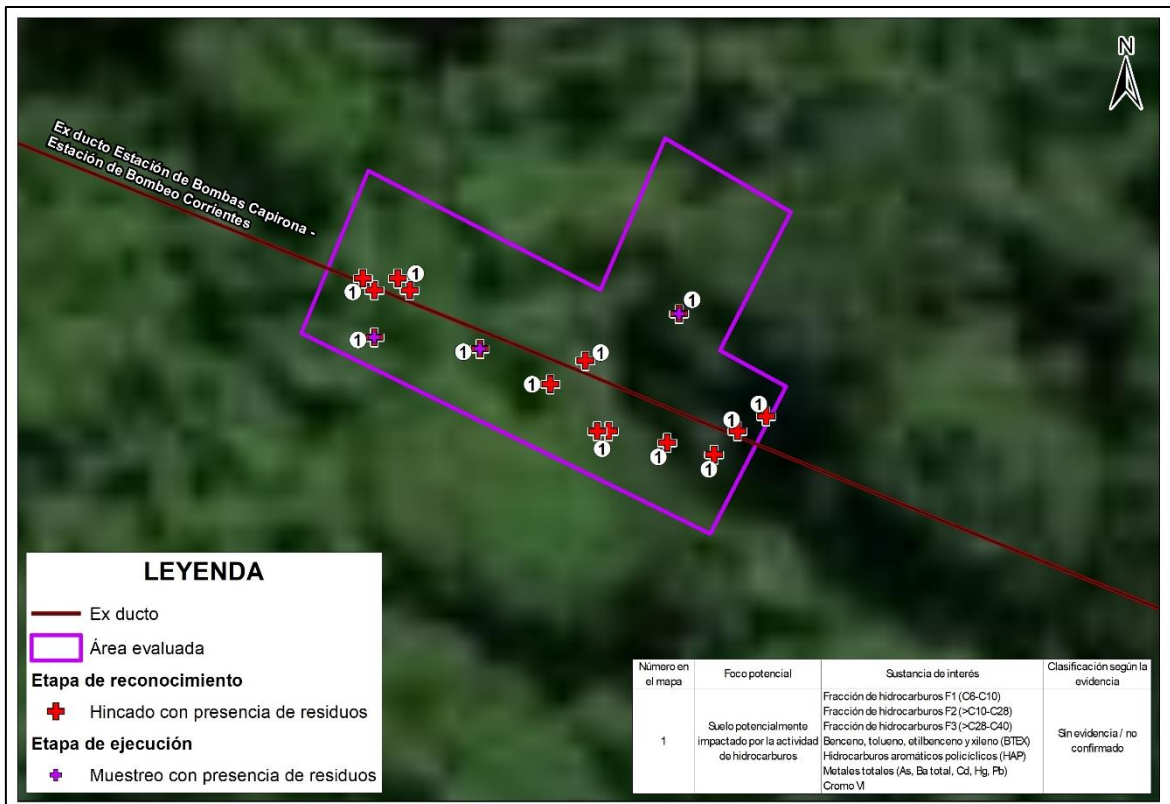 N
Ex ducto Estación de Bombas Capirona -
Estación de Bombeo Corrientes
1
1
1
1
1
1
1
1
1
1
1
1
LEYENDA
Ex ducto
Área evaluada
Etapa de reconocimiento
Hincado con presencia de residuos
Etapa de ejecución
Muestreo con presencia de residuos
Número en el mapa
Foco potencial
Sustancia de interés
Clasificación según la evidencia
1
Suelo potencialmente
impactado por la actividad
de hidrocarburos
Fracción de hidrocarburos F1 (C6-C10)
Fracción de hidrocarburos F2 (>C10-C28)
Fracción de hidrocarburos F3 (>C28-C40)
Benceno, tolueno, etilbenceno y xileno (BTEX)
Hidrocarburos aromáticos policíclicos (HAP)
Metales totales (As, Ba total, Cd, Hg, Pb)
Cromo VI
Sin evidencia / no
confirmado